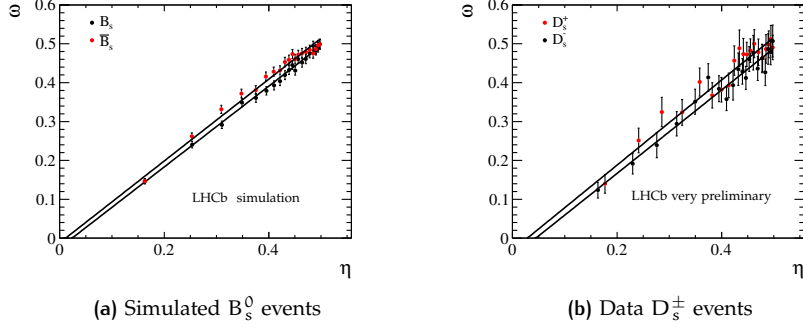 ω
0.6
0.5
0.4
0.3
0.2
0.1
0
B_s
B̅_s
LHCb simulation
0 0.2 0.4
η
(a) Simulated B_s^0 events
ω
0.6
0.5
0.4
0.3
0.2
0.1
0
D_s^+
D_s^-
LHCb very preliminary
0 0.2 0.4
η
(b) Data D_s^± events